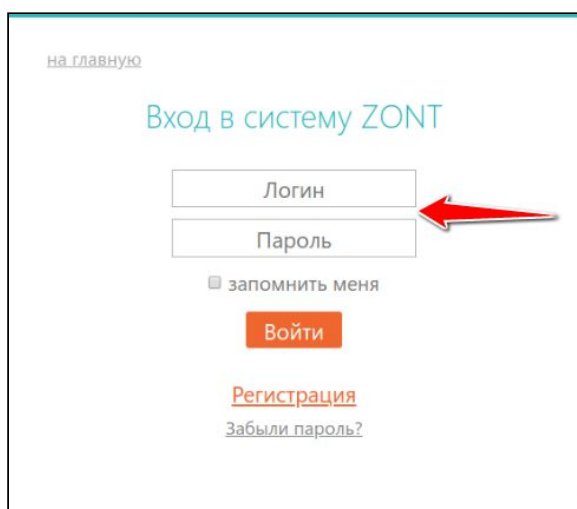 на главную
Вход в систему ZONT
Логин
Пароль
запомнить меня
Войти
Регистрация
Забыли пароль?